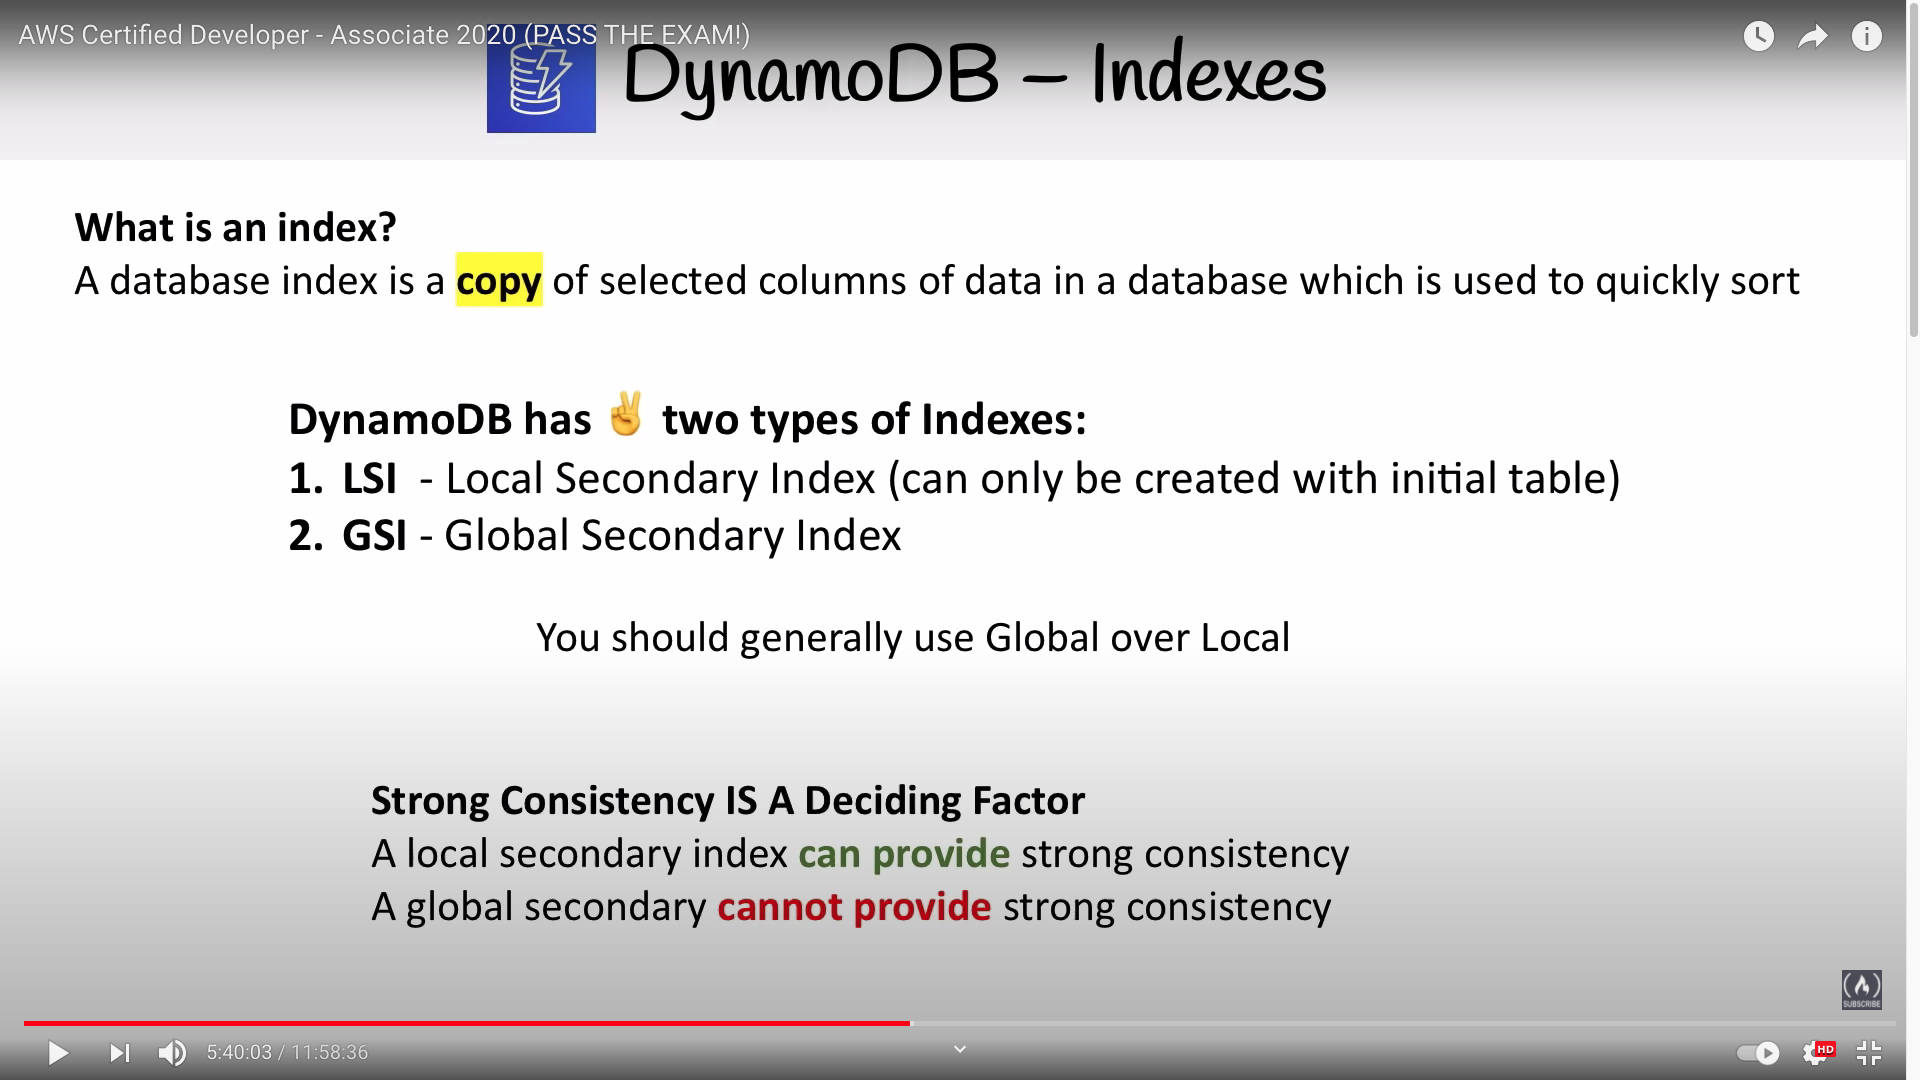 AWS Certified Developer - Associate 2020 (PASS THE EXAM!)
DynamoDB – Indexes
What is an index?
A database index is a copy of selected columns of data in a database which is used to quickly sort
DynamoDB has ✌ two types of Indexes:
1. LSI - Local Secondary Index (can only be created with initial table)
2. GSI - Global Secondary Index
You should generally use Global over Local
Strong Consistency IS A Deciding Factor
A local secondary index can provide strong consistency
A global secondary cannot provide strong consistency
SUBSCRIBE
5:40:03 / 11:58:36
HD